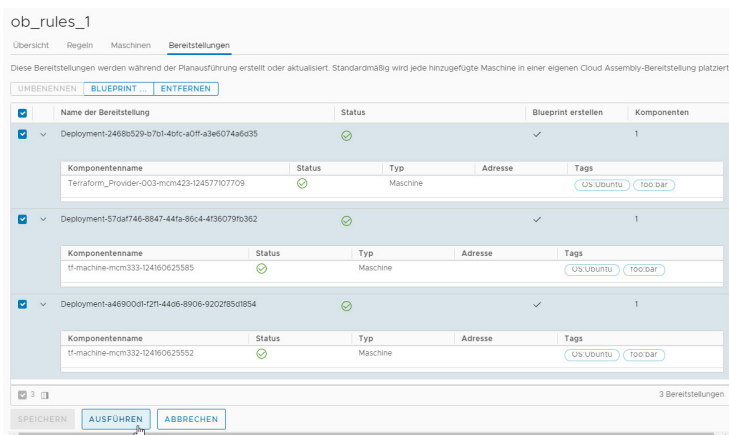 ob_rules_1
Übersicht Regeln Maschinen Bereitstellungen
Diese Bereitstellungen werden während der Planausführung erstellt oder aktualisiert. Standardmäßig wird jede hinzugefügte Maschine in einer eigenen Cloud Assembly-Bereitstellung platziert
UMBENENNEN BLUEPRINT ... ENTFERNEN
Name der Bereitstellung Status Blueprint erstellen Komponenten
Deployment-2468b529-b7b1-4bfc-a0ff-a3e6074a6d35 1
Komponentenname Status Typ Adresse Tags
Terraform_Provider-003-mcm423-124577107709 Maschine OS:Ubuntu foo:bar
Deployment-57daf746-8847-44fa-86c4-4f36079fb362 1
Komponentenname Status Typ Adresse Tags
tf-machine-mcm333-124160625585 Maschine OS:Ubuntu foo:bar
Deployment-a46900d1-f2f1-44d6-8906-9202f85d1854 1
Komponentenname Status Typ Adresse Tags
tf-machine-mcm332-124160625552 Maschine OS:Ubuntu foo:bar
3 3 Bereitstellungen
SPEICHERN AUSFÜHREN ABBRECHEN